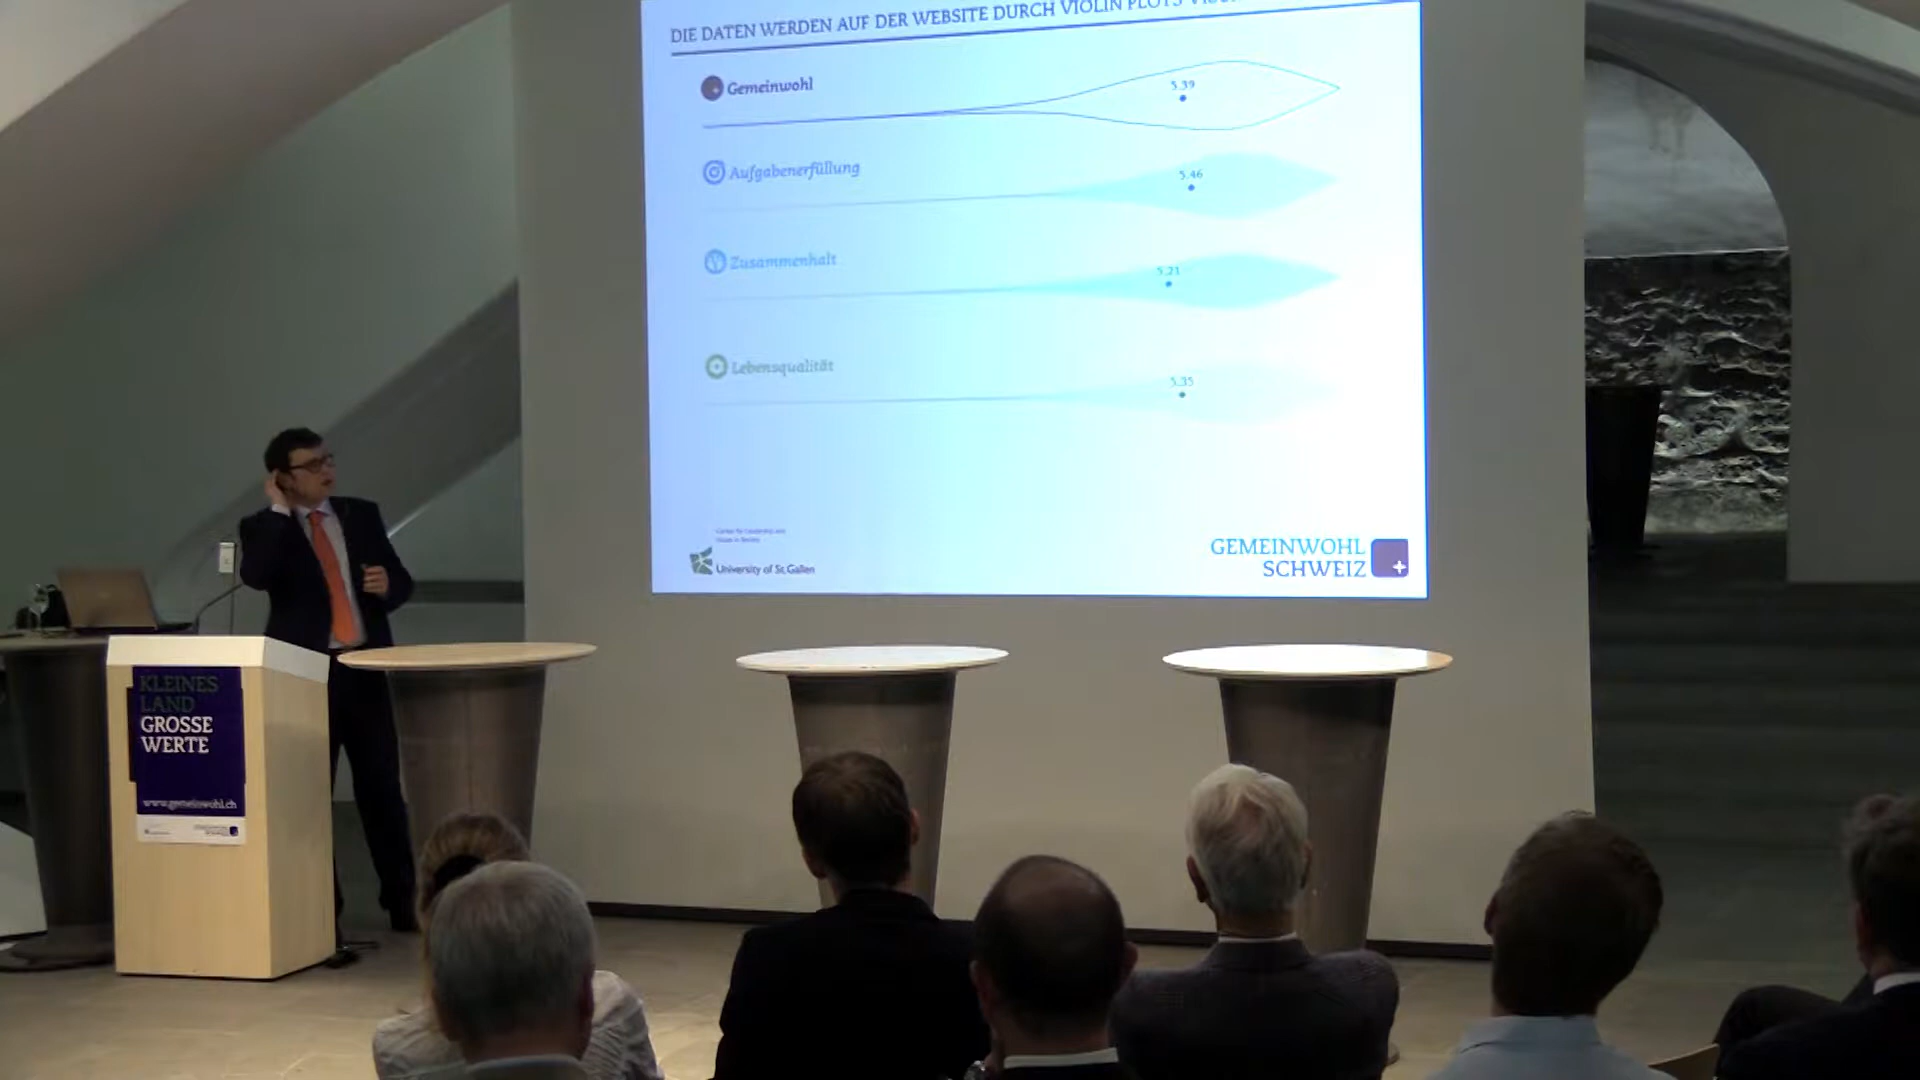 DIE DATEN WERDEN AUF DER WEBSITE DURCH VIOLIN PLOTS
Gemeinwohl
5.39
Aufgabenerfüllung
5.46
Zusammenhalt
5.21
Lebensqualität
5.35
University of St.Gallen
GEMEINWOHL
SCHWEIZ
KLEINES
LAND
GROSSE
WERTE
www.gemeinwohl.ch